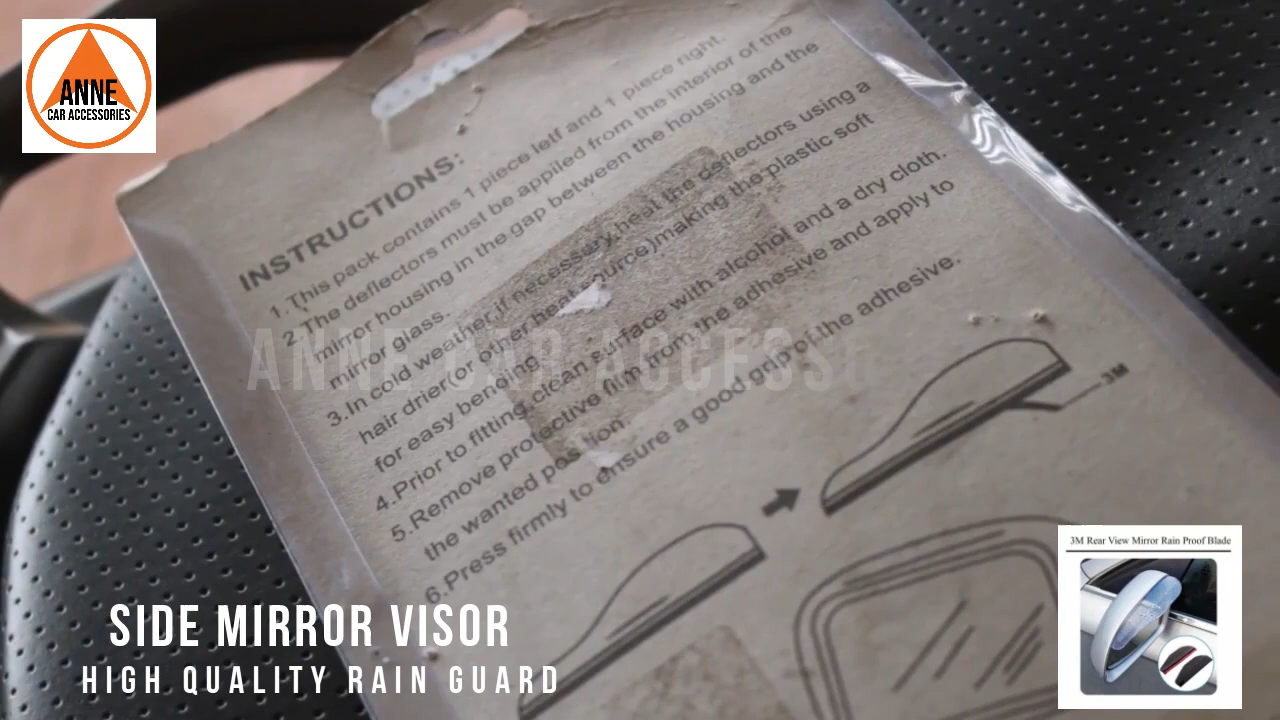 ANNE
CAR ACCESSORIES
INSTRUCTIONS:
1. This pack contains 1 piece letf and 1 piece right.
2.The deflectors must be appiled from the interior of the
mirror housing in the gap between the housing and the
mirror glass.
3.In cold weather,if necessary,heat the deflectors using a
hair drier(or other heat source)making the plastic soft
for easy bending.
4.Prior to fitting,clean surface with alcohol and a dry cloth.
5.Remove protective film from the adhesive and apply to
the wanted position.
6.Press firmly to ensure a good grip of the adhesive.
3M
ANNE CAR ACCESSO
SIDE MIRROR VISOR
HIGH QUALITY RAIN GUARD
3M Rear View Mirror Rain Proof Blade